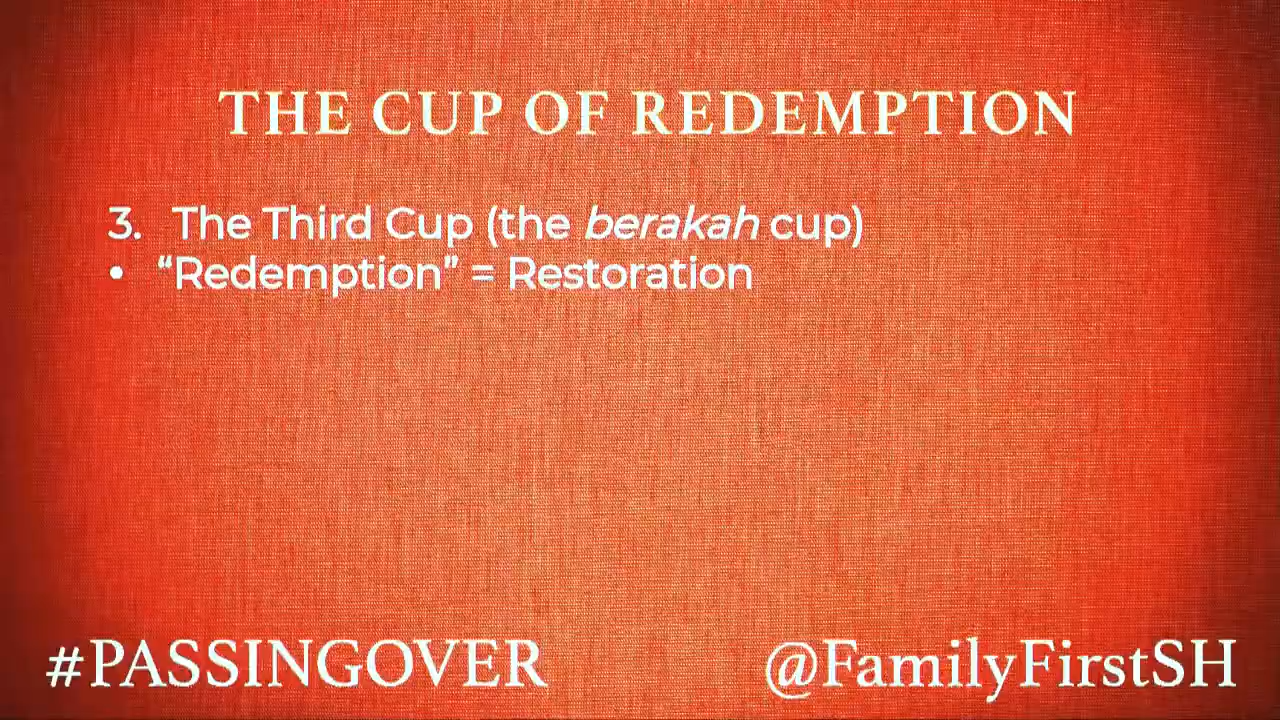 THE CUP OF REDEMPTION
3. The Third Cup (the berakah cup)
• “Redemption” = Restoration
#PASSINGOVER
@FamilyFirstSH